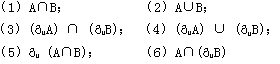 (1) A∩B; (2) A∪B;
(3) (∂uA) ∩ (∂uB); (4) (∂uA) ∪ (∂uB);
(5) ∂u (A∩B); (6) A∩(∂uB)